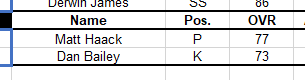 Derwin James SS 86
Name Pos. OVR
Matt Haack P 77
Dan Bailey K 73